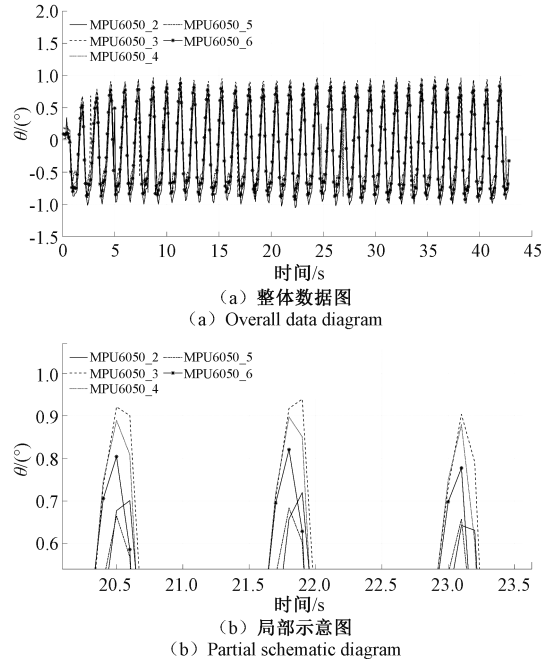 2.0
1.5
1.0
0.5
0
-0.5
-1.0
-1.5
θ/(°)
MPU6050_2 MPU6050_5
MPU6050_3 MPU6050_6
MPU6050_4
0 5 10 15 20 25 30 35 40 45
时间/s
（a）整体数据图
（a）Overall data diagram
MPU6050_2 MPU6050_5
MPU6050_3 MPU6050_6
MPU6050_4
1.0
0.9
0.8
0.7
0.6
θ/(°)
20.5 21.0 21.5 22.0 22.5 23.0 23.5
时间/s
（b）局部示意图
（b）Partial schematic diagram